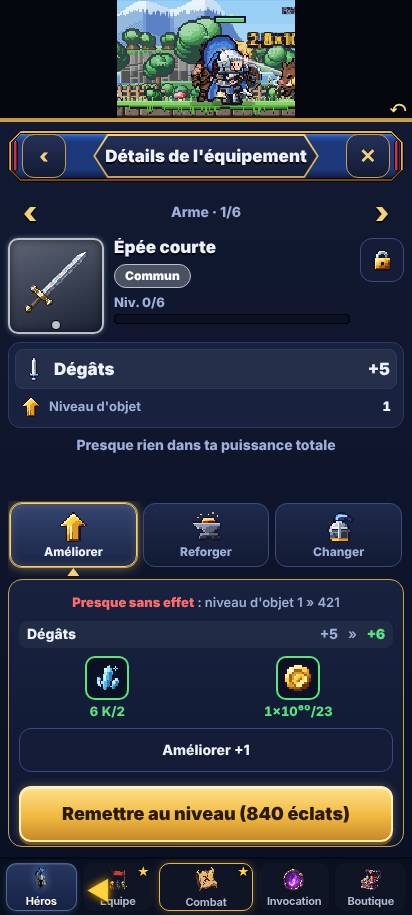 Détails de l'équipement
Arme · 1/6
Épée courte
Commun
Niv. 0/6
Dégâts +5
Niveau d'objet 1
Presque rien dans ta puissance totale
Améliorer
Reforger
Changer
Presque sans effet : niveau d'objet 1 » 421
Dégâts +5 » +6
6 K/2
1×10⁶⁰/23
Améliorer +1
Remettre au niveau (840 éclats)
Héros
Équipe
Combat
Invocation
Boutique